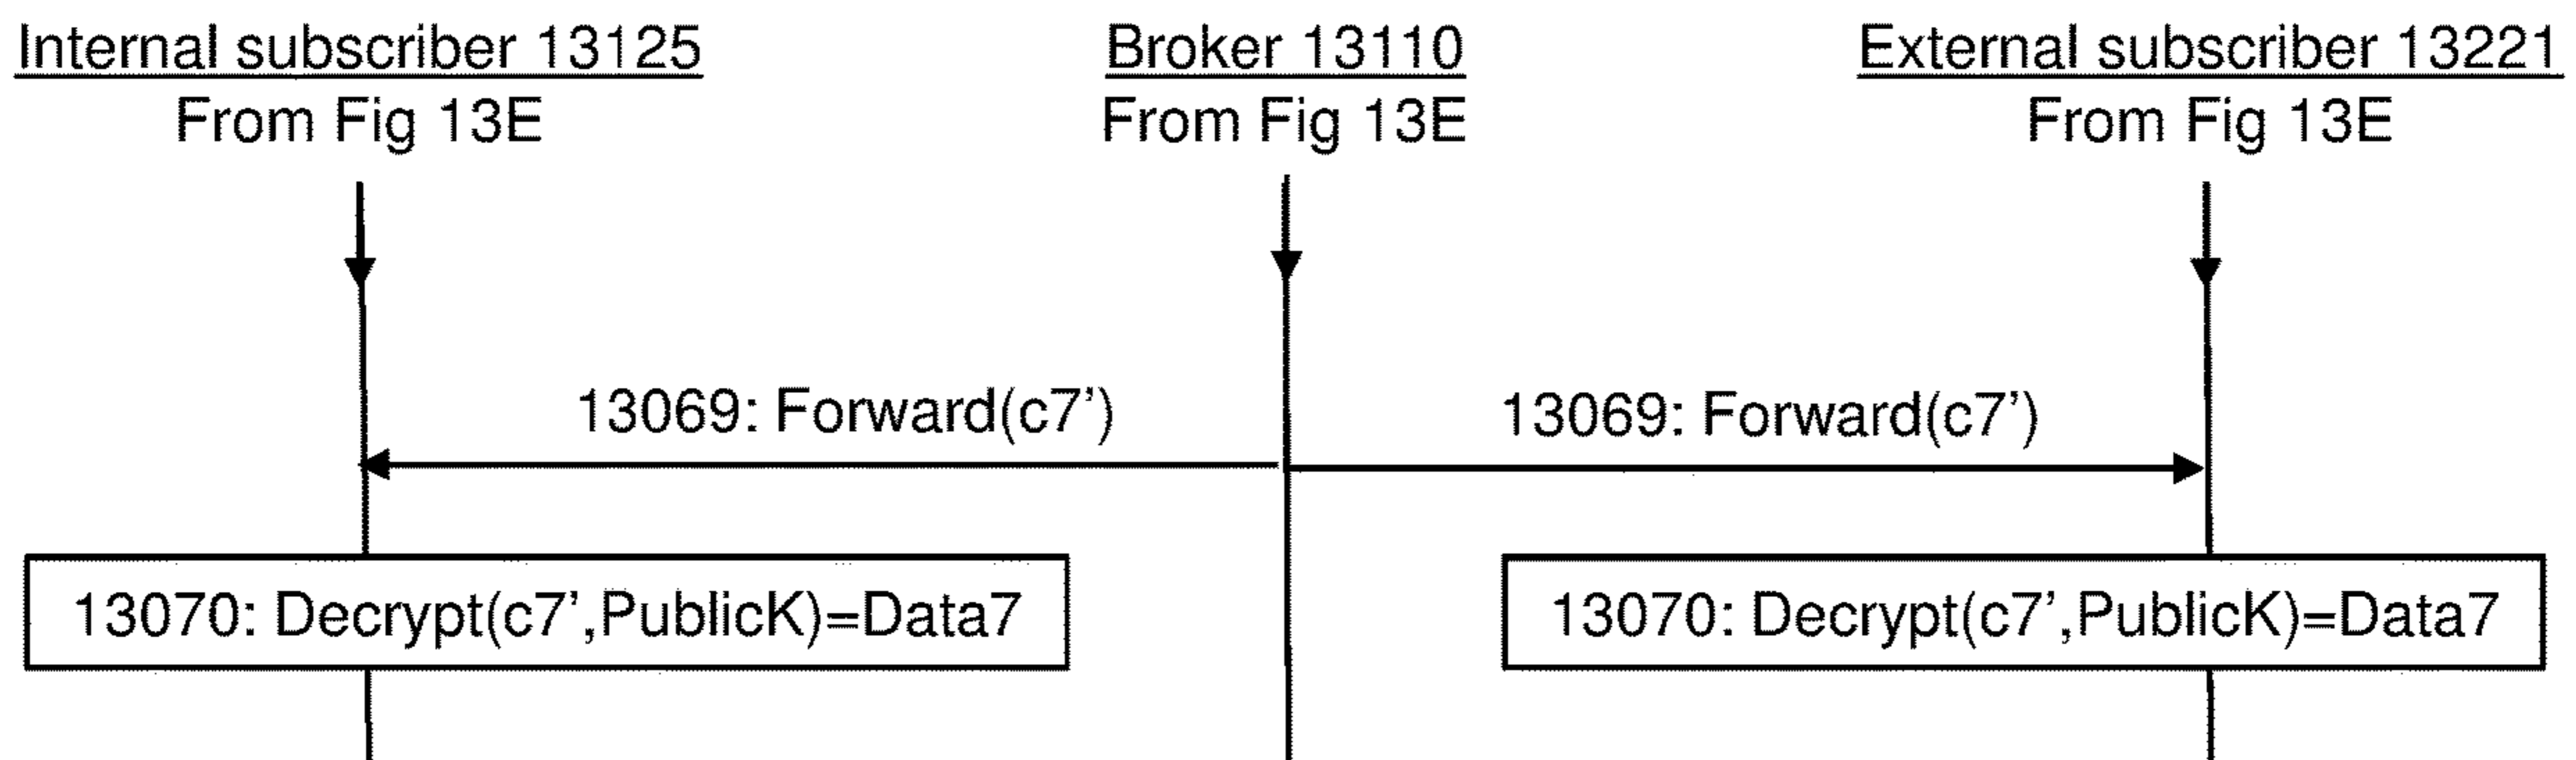 Internal subscriber 13125
From Fig 13E
Broker 13110
From Fig 13E
External subscriber 13221
From Fig 13E
13069: Forward(c7’)
13069: Forward(c7’)
13070: Decrypt(c7’,PublicK)=Data7
13070: Decrypt(c7’,PublicK)=Data7